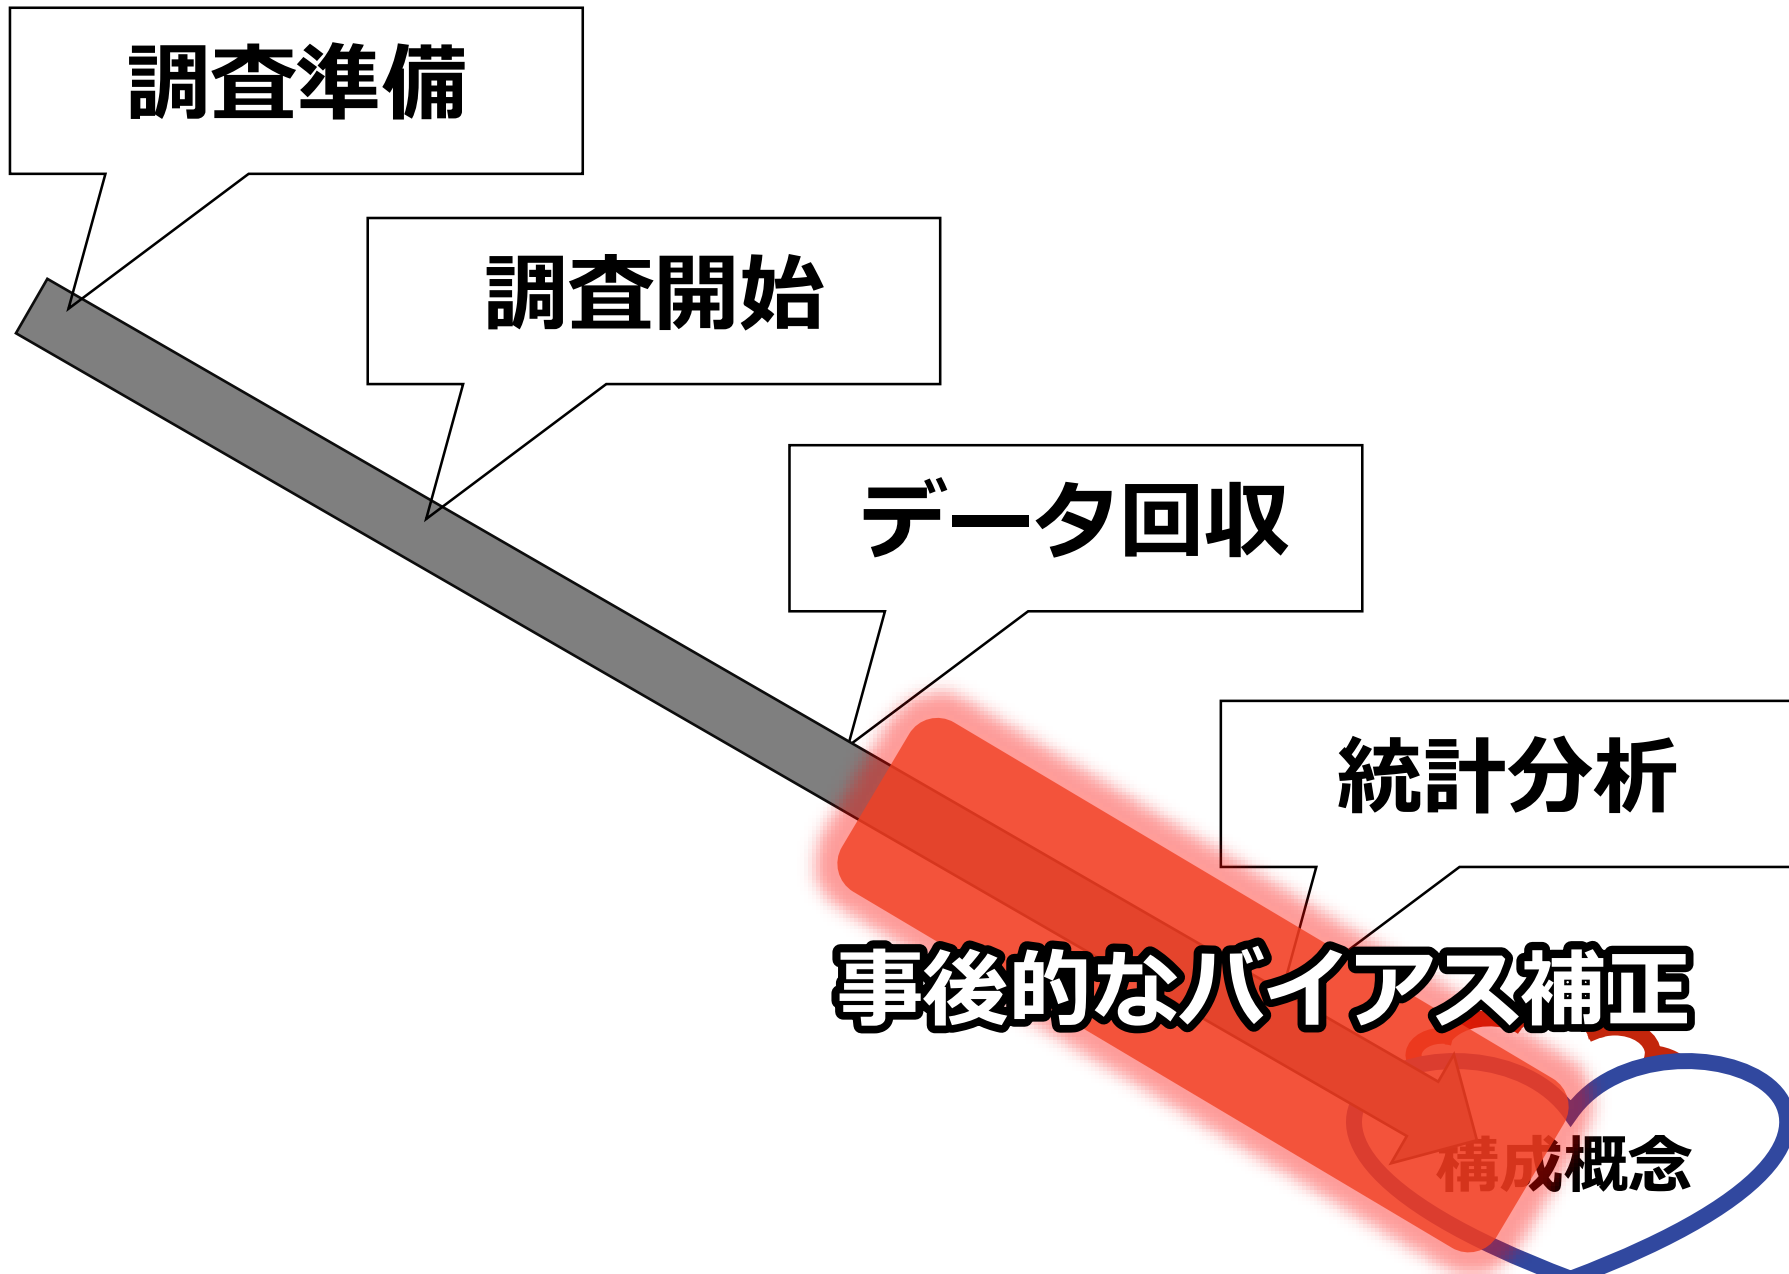 調査準備
調査開始
データ回収
統計分析
事後的なバイアス補正
構成概念